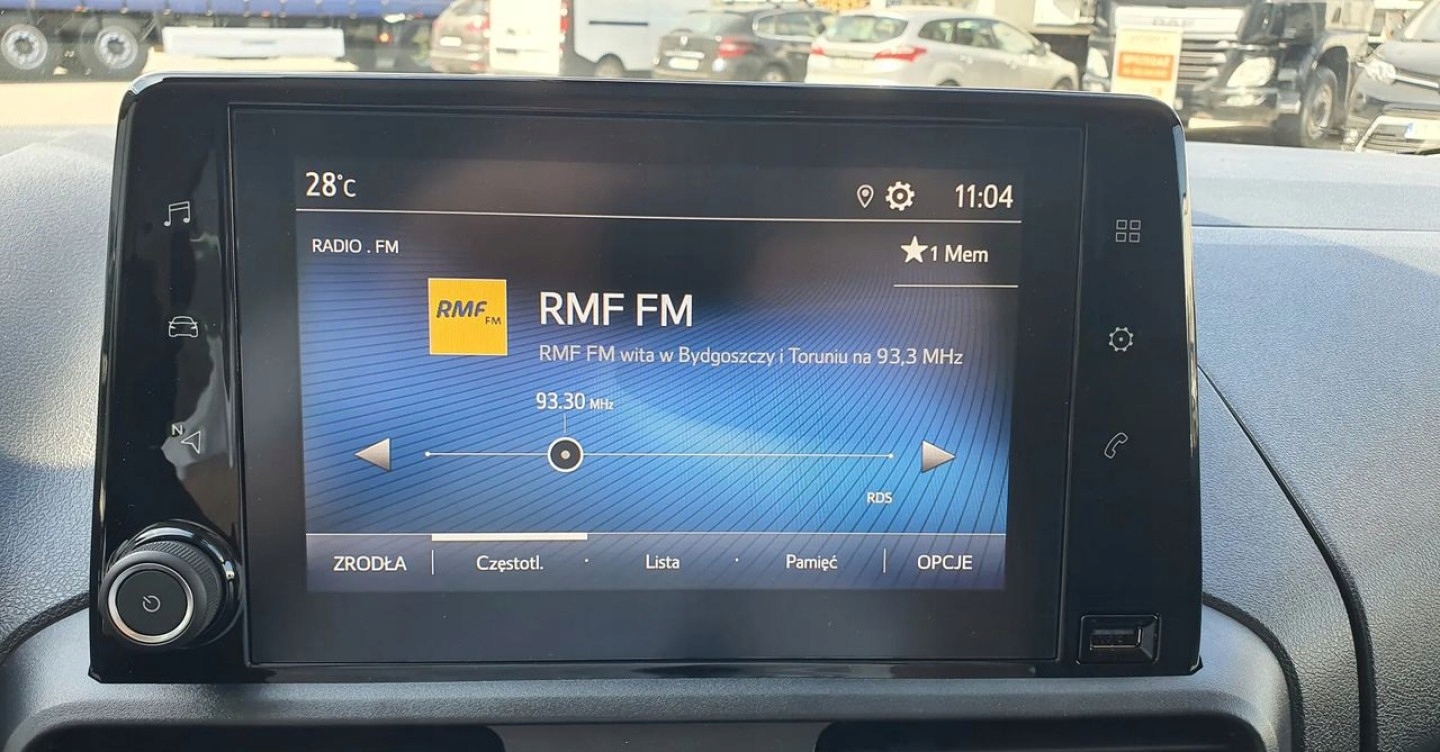 DAF
28°C
11:04
RADIO . FM
1 Mem
RMF FM
RMF FM
RMF FM wita w Bydgoszczy i Toruniu na 93,3 MHz
93.30 MHz
N
RDS
ZRODŁA
Częstotl.
Lista
Pamięć
OPCJE